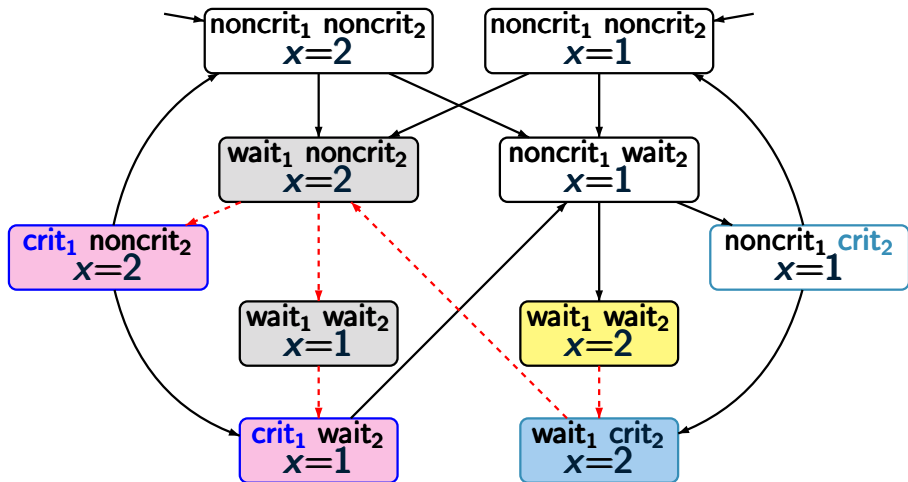 noncrit₁ noncrit₂
x=2
noncrit₁ noncrit₂
x=1
wait₁ noncrit₂
x=2
noncrit₁ wait₂
x=1
crit₁ noncrit₂
x=2
noncrit₁ crit₂
x=1
wait₁ wait₂
x=1
wait₁ wait₂
x=2
crit₁ wait₂
x=1
wait₁ crit₂
x=2